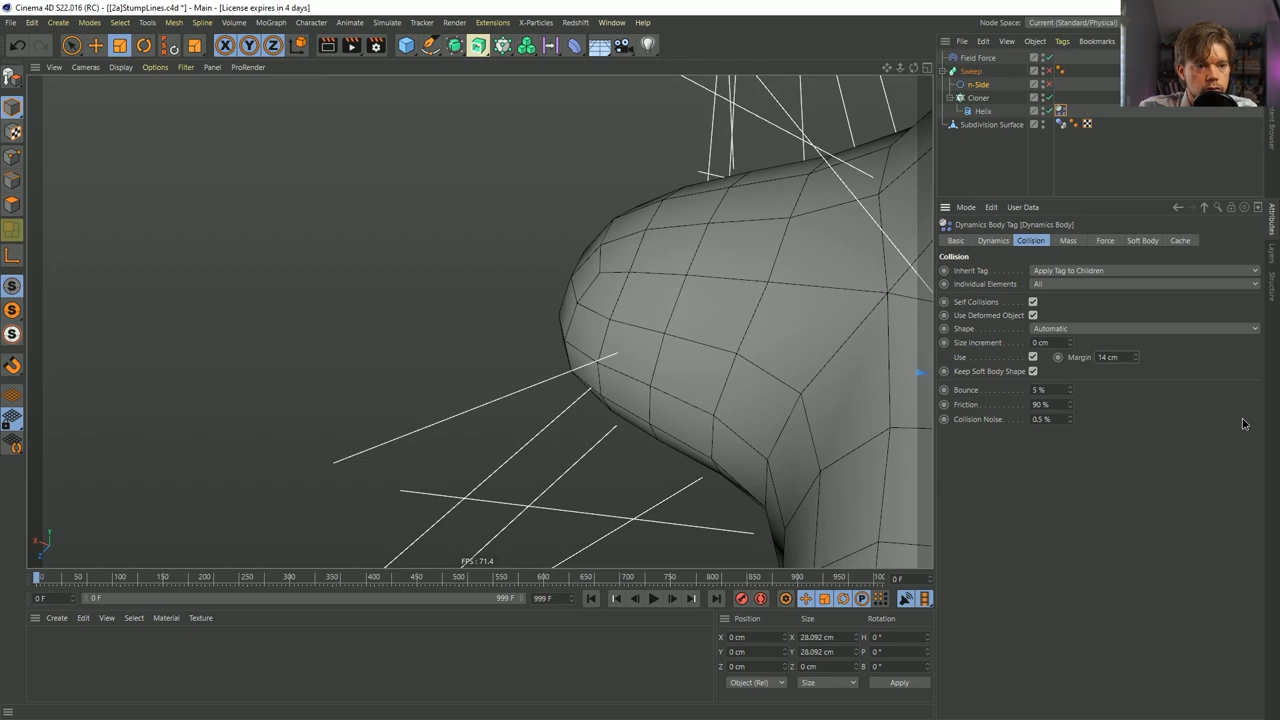 Cinema 4D S22.016 (RC) - [[2a]StumpLines.c4d *] - Main - [License expires in 4 days]
File Edit Create Modes Select Tools Mesh Spline Volume MoGraph Character Animate Simulate Tracker Render Extensions X-Particles Redshift Window Help
Node Space: Current (Standard/Physical)
File Edit View Object Tags Bookmarks
View Cameras Display Options Filter Panel ProRender
Field Force
Sweep
n-Side
Cloner
Helix
Subdivision Surface
Content Browser
Mode Edit User Data
Attributes
Layers
Structure
Dynamics Body Tag [Dynamics Body]
Basic Dynamics Collision Mass Force Soft Body Cache
Collision
Inherit Tag Apply Tag to Children
Individual Elements All
Self Collisions
Use Deformed Object
Shape Automatic
Size Increment 0 cm
Use Margin 14 cm
Keep Soft Body Shape
Bounce 5 %
Friction 90 %
Collision Noise 0.5 %
Y
X
Z
FPS : 71.4
0 50 100 150 200 250 300 350 400 450 500 550 600 650 700 750 800 850 900 950 100 0 F
0 F 0 F 999 F 999 F
Create Edit View Select Material Texture
Position Size Rotation
X 0 cm X 28.092 cm H 0 °
Y 0 cm Y 28.092 cm P 0 °
Z 0 cm Z 0 cm B 0 °
Object (Rel) Size Apply